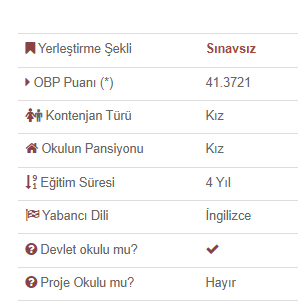 Yerleştirme Şekli Sınavsız
OBP Puanı (*) 41.3721
Kontenjan Türü Kız
Okulun Pansiyonu Kız
Eğitim Süresi 4 Yıl
Yabancı Dili İngilizce
Devlet okulu mu? ✔
Proje Okulu mu? Hayır